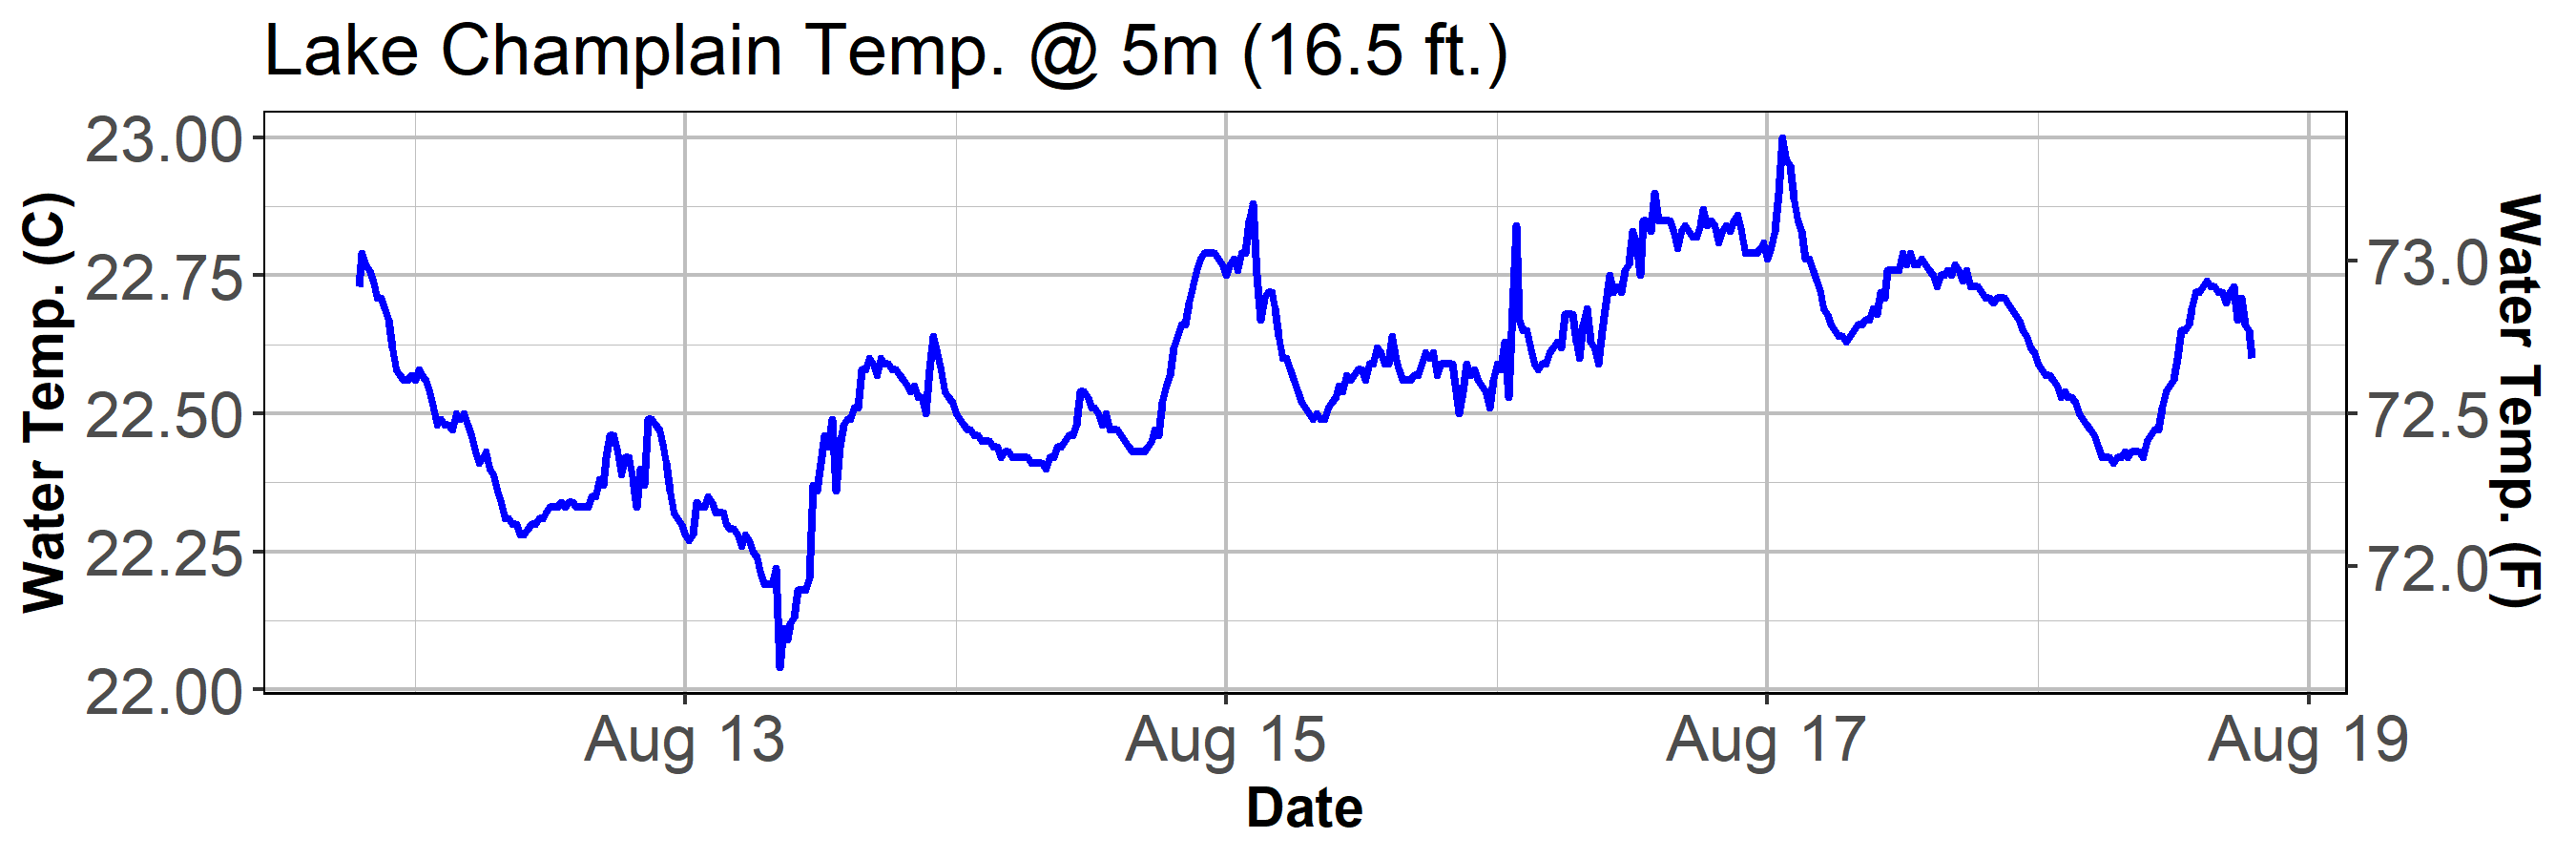 Lake Champlain Temp. @ 5m (16.5 ft.)
Water Temp. (C)
23.00
22.75
22.50
22.25
22.00
73.0
72.5
72.0
Water Temp. (F)
Aug 13 Aug 15 Aug 17 Aug 19
Date